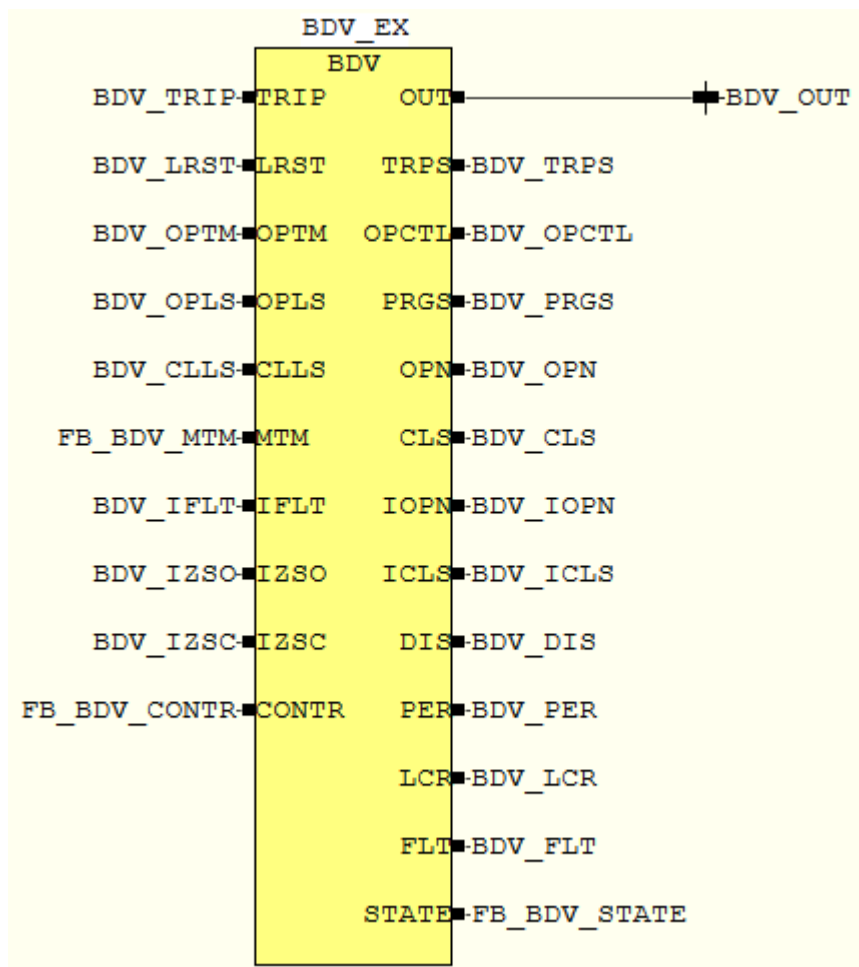 BDV_EX
BDV
BDV_TRIP TRIP OUT BDV_OUT
BDV_LRST LRST TRPS BDV_TRPS
BDV_OPTM OPTM OPCTL BDV_OPCTL
BDV_OPLS OPLS PRGS BDV_PRGS
BDV_CLLS CLLS OPN BDV_OPN
FB_BDV_MTM MTM CLS BDV_CLS
BDV_IFLT IFLT IOPN BDV_IOPN
BDV_IZSO IZSO ICLS BDV_ICLS
BDV_IZSC IZSC DIS BDV_DIS
FB_BDV_CONTR CONTR PER BDV_PER
LCR BDV_LCR
FLT BDV_FLT
STATE FB_BDV_STATE